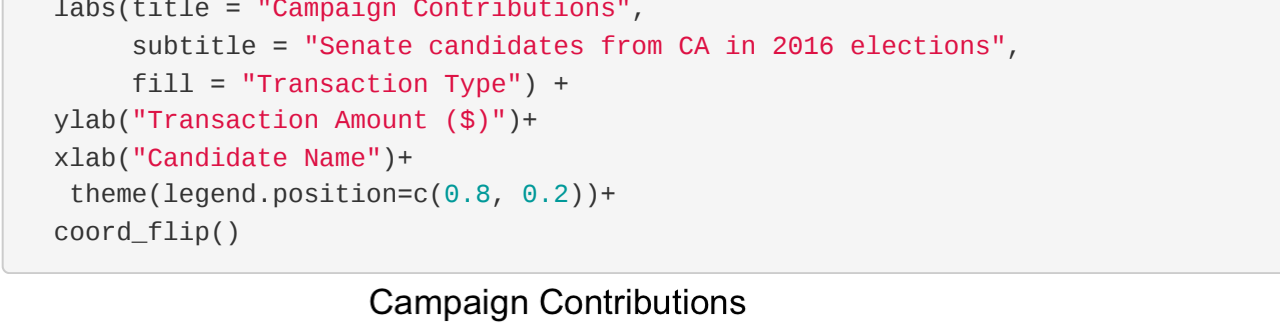 labs(title = "Campaign Contributions",
subtitle = "Senate candidates from CA in 2016 elections",
fill = "Transaction Type") +
ylab("Transaction Amount ($)")+
xlab("Candidate Name")+
theme(legend.position=c(0.8, 0.2))+
coord_flip()
Campaign Contributions